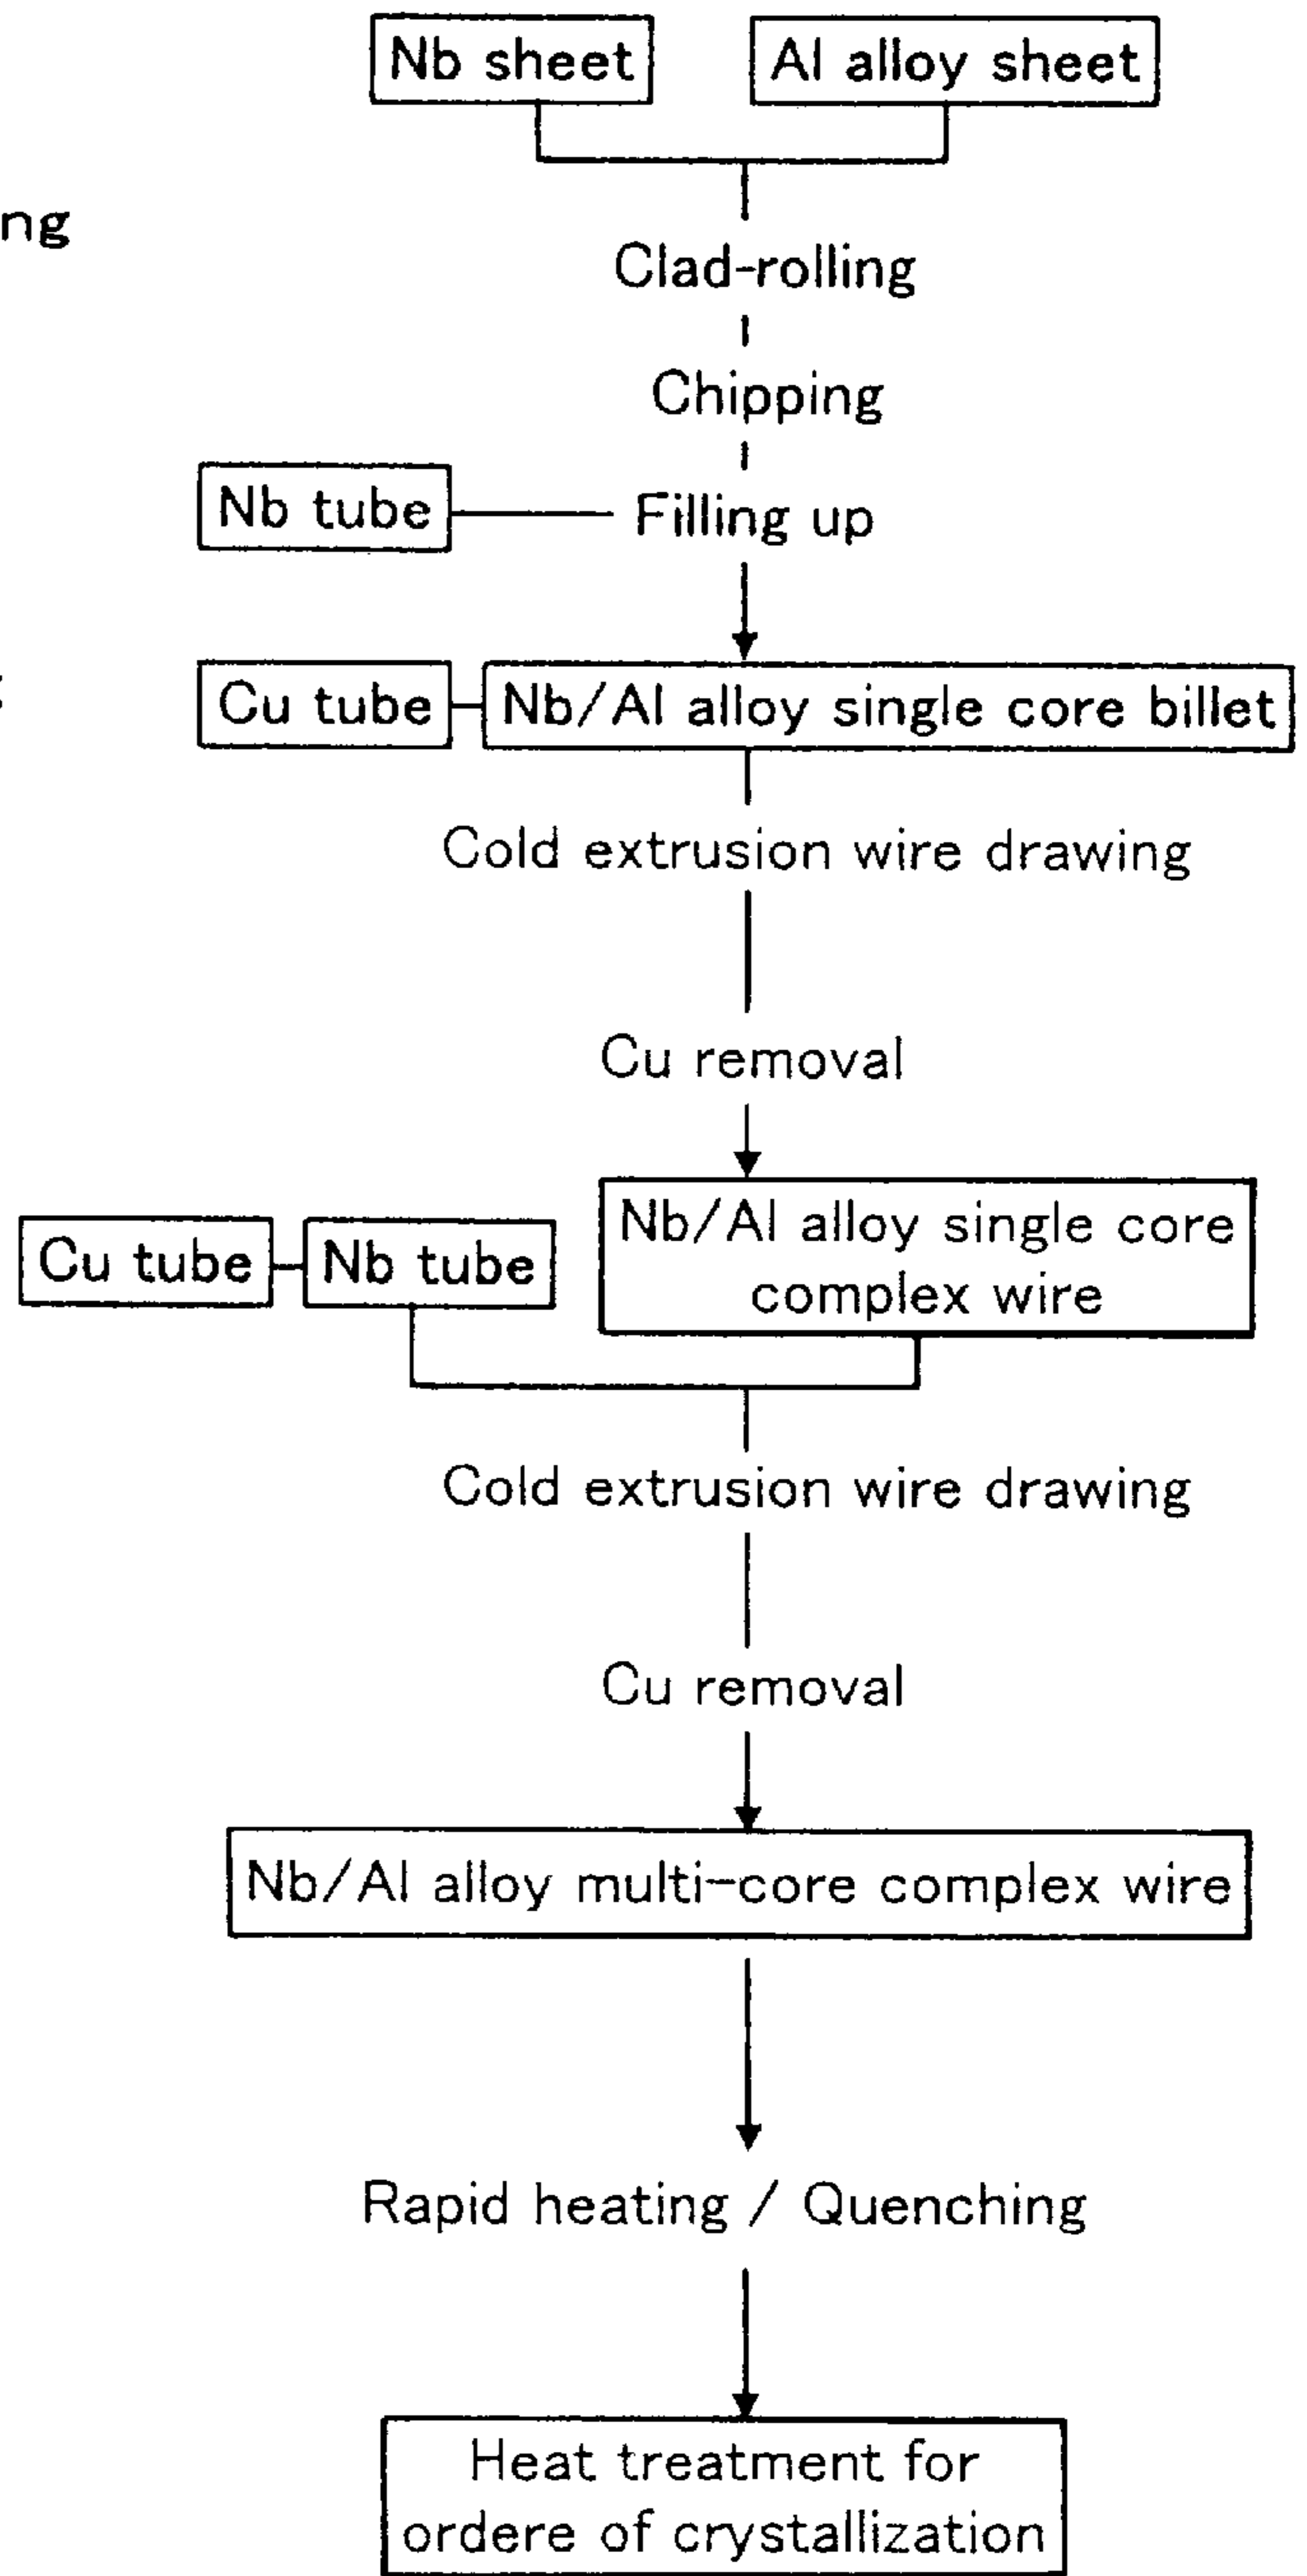 Nb sheet
Al alloy sheet
ng
Clad-rolling
Chipping
Nb tube
Filling up
Cu tube
Nb/Al alloy single core billet
Cold extrusion wire drawing
Cu removal
Cu tube
Nb tube
Nb/Al alloy single core
complex wire
Cold extrusion wire drawing
Cu removal
Nb/Al alloy multi-core complex wire
Rapid heating / Quenching
Heat treatment for
ordere of crystallization